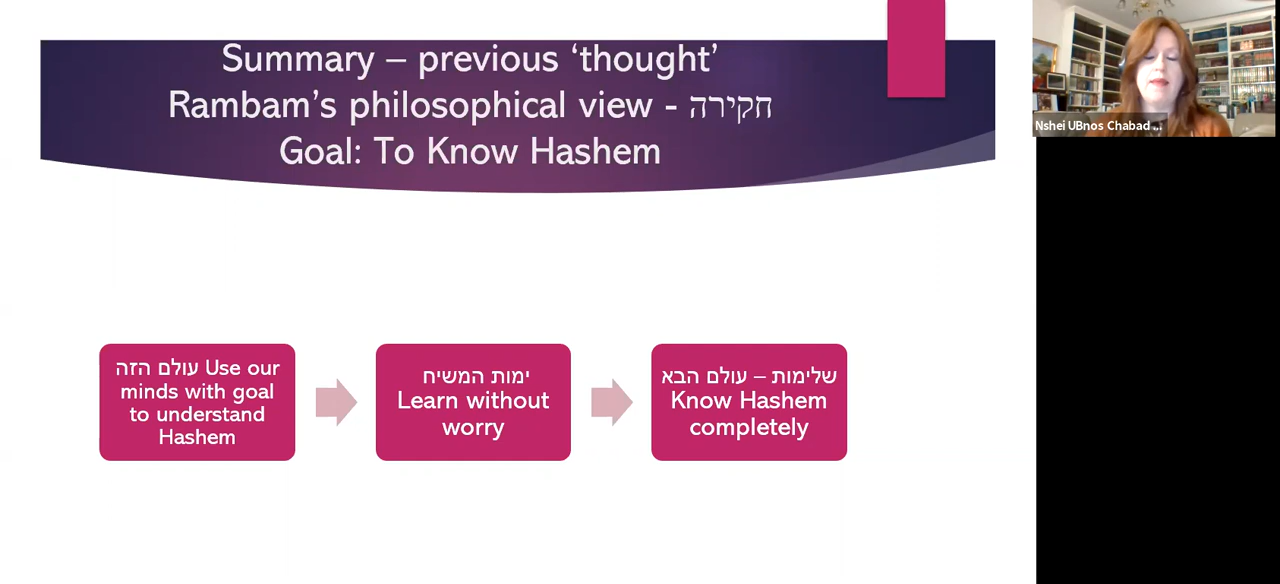 Summary – previous ‘thought’
Rambam’s philosophical view - חקירה
Goal: To Know Hashem
עולם הזה Use our
minds with goal
to understand
Hashem
ימות המשיח
Learn without
worry
שלימות – עולם הבא
Know Hashem
completely
Nshei UBnos Chabad ...